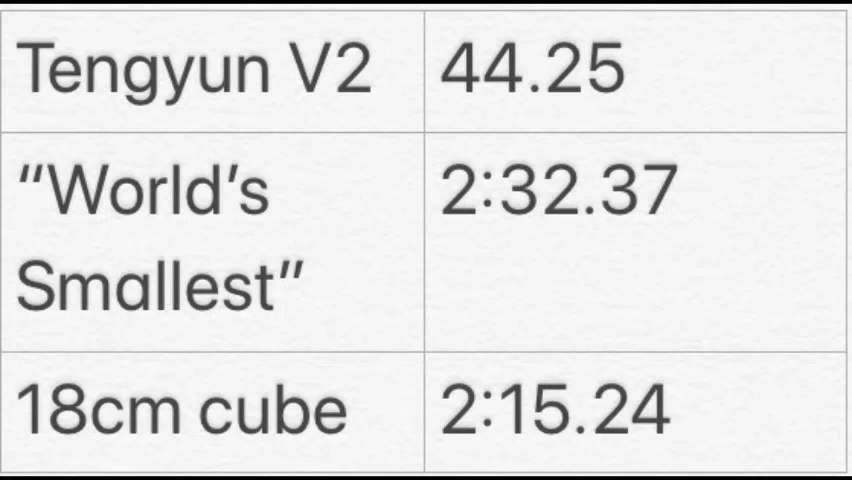 Tengyun V2 44.25
“World’s 2:32.37
Smallest”
18cm cube 2:15.24